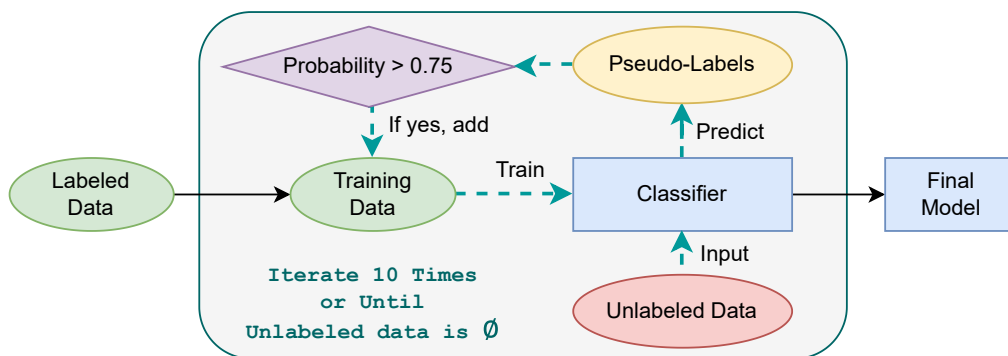 Probability > 0.75
Pseudo-Labels
If yes, add
Predict
Labeled
Data
Training
Data
Train
Classifier
Final
Model
Input
Iterate 10 Times
or Until
Unlabeled data is Ø
Unlabeled Data